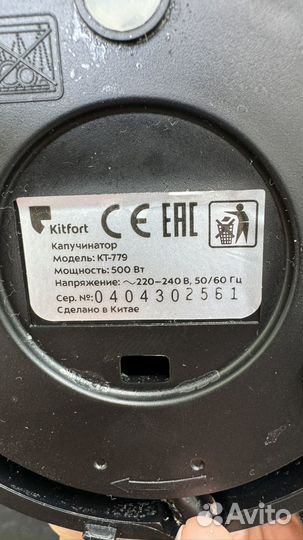 Kitfort CE EAC
Капучинатор
Модель: КТ-779
Мощность: 500 Вт
Напряжение: ~220-240 В, 50/60 Гц
Сер. №: 0404302561
Сделано в Китае
Avito